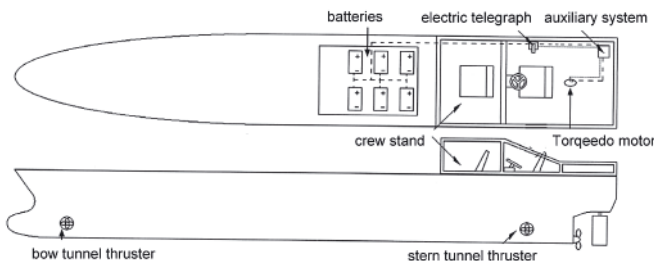 batteries
electric telegraph
auxiliary system
crew stand
Torqeedo motor
bow tunnel thruster
stern tunnel thruster